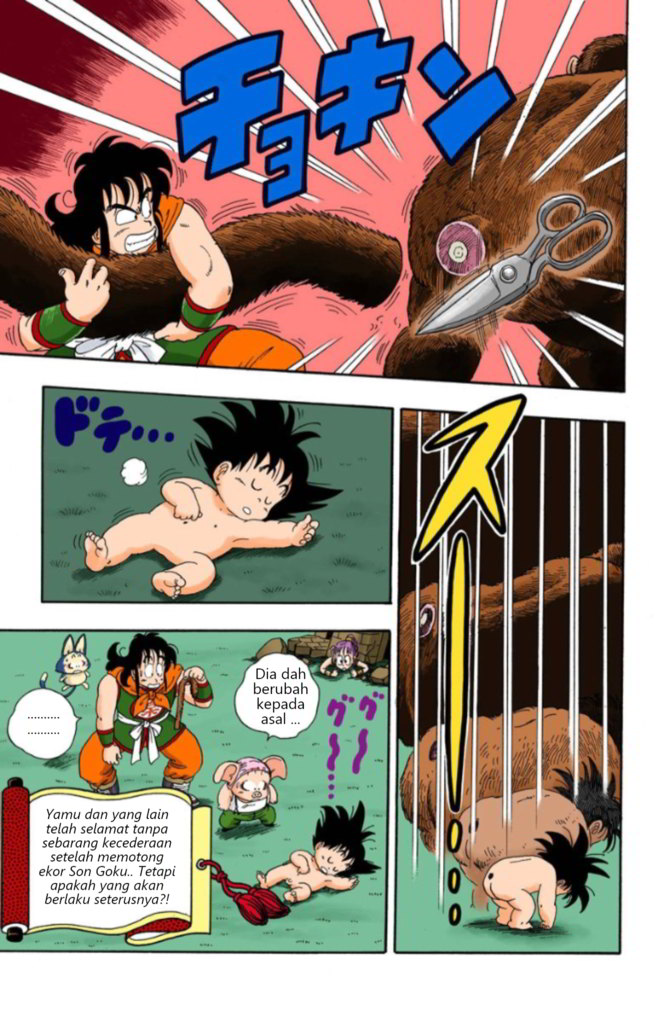 チョキン
スー
ドテ・・・
Dia dah
berubah
kepada
asal ...
..........
..........
グ〜
グ〜…
Yamu dan yang lain
telah selamat tanpa
sebarang kecederaan
setelah memotong
ekor Son Goku.. Tetapi
apakah yang akan
berlaku seterusnya?!